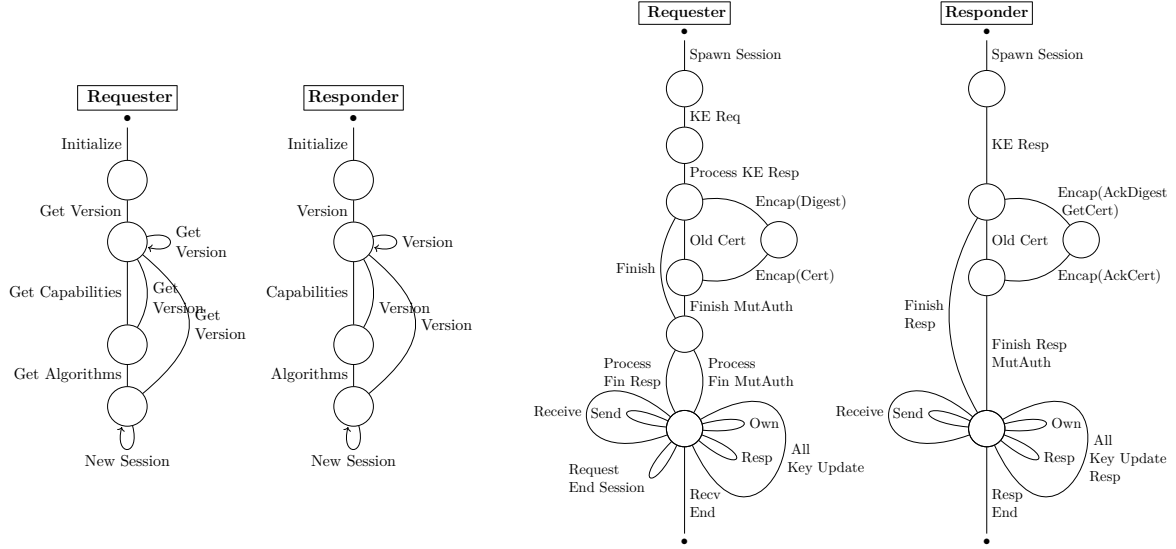 Requester
Initialize
Get Version
Get
Version
Get Capabilities
Get
Version
Get
Version
Get Algorithms
New Session
Responder
Initialize
Version
Version
Capabilities
Version
Version
Algorithms
New Session
Requester
Spawn Session
KE Req
Process KE Resp
Encap(Digest)
Old Cert
Finish
Encap(Cert)
Finish MutAuth
Process
Fin Resp
Process
Fin MutAuth
Receive
Send
Own
Resp
All
Key Update
Request
End Session
Recv
End
Responder
Spawn Session
KE Resp
Encap(AckDigest
GetCert)
Old Cert
Encap(AckCert)
Finish
Resp
Finish Resp
MutAuth
Receive
Send
Own
Resp
All
Key Update
Resp
Resp
End